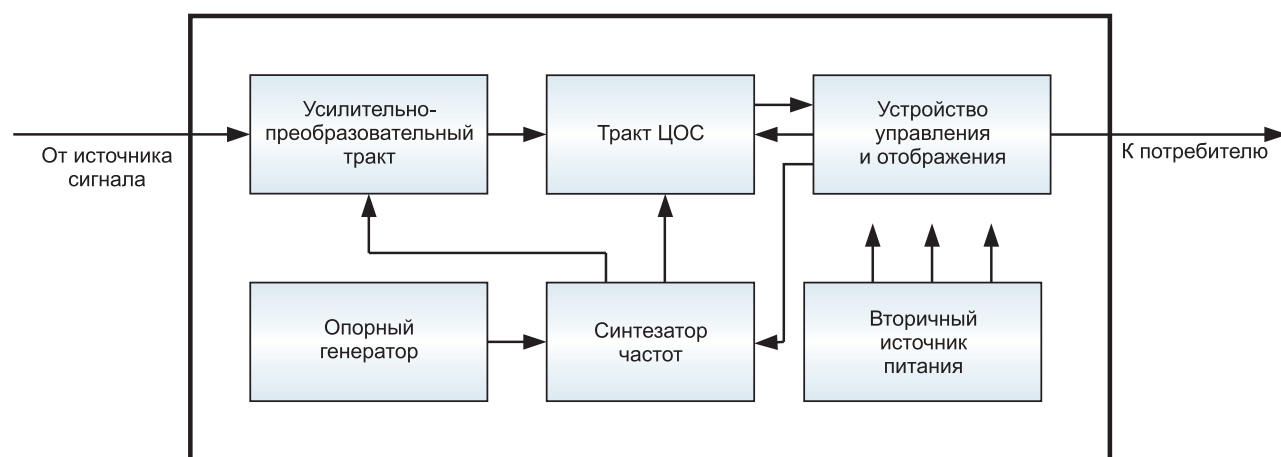 Усилительно-
преобразовательный
тракт
Тракт ЦОС
Устройство
управления
и отображения
От источника
сигнала
К потребителю
Опорный
генератор
Синтезатор
частот
Вторичный
источник
питания